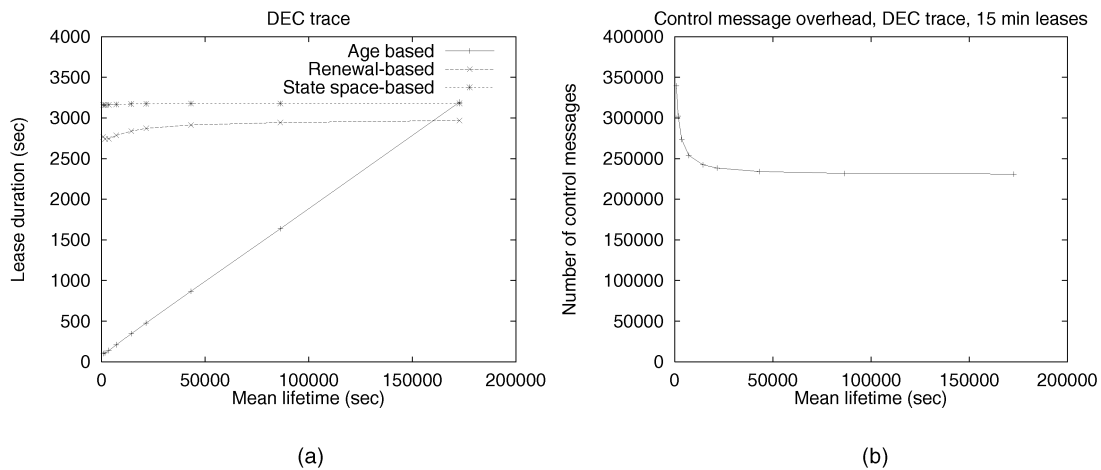 DEC trace
4000
3500
3000
2500
2000
1500
1000
500
0
Lease duration (sec)
Age based
Renewal-based
State space-based
0 50000 100000 150000 200000
Mean lifetime (sec)
(a)
Control message overhead, DEC trace, 15 min leases
400000
350000
300000
250000
200000
150000
100000
50000
0
Number of control messages
0 50000 100000 150000 200000
Mean lifetime (sec)
(b)